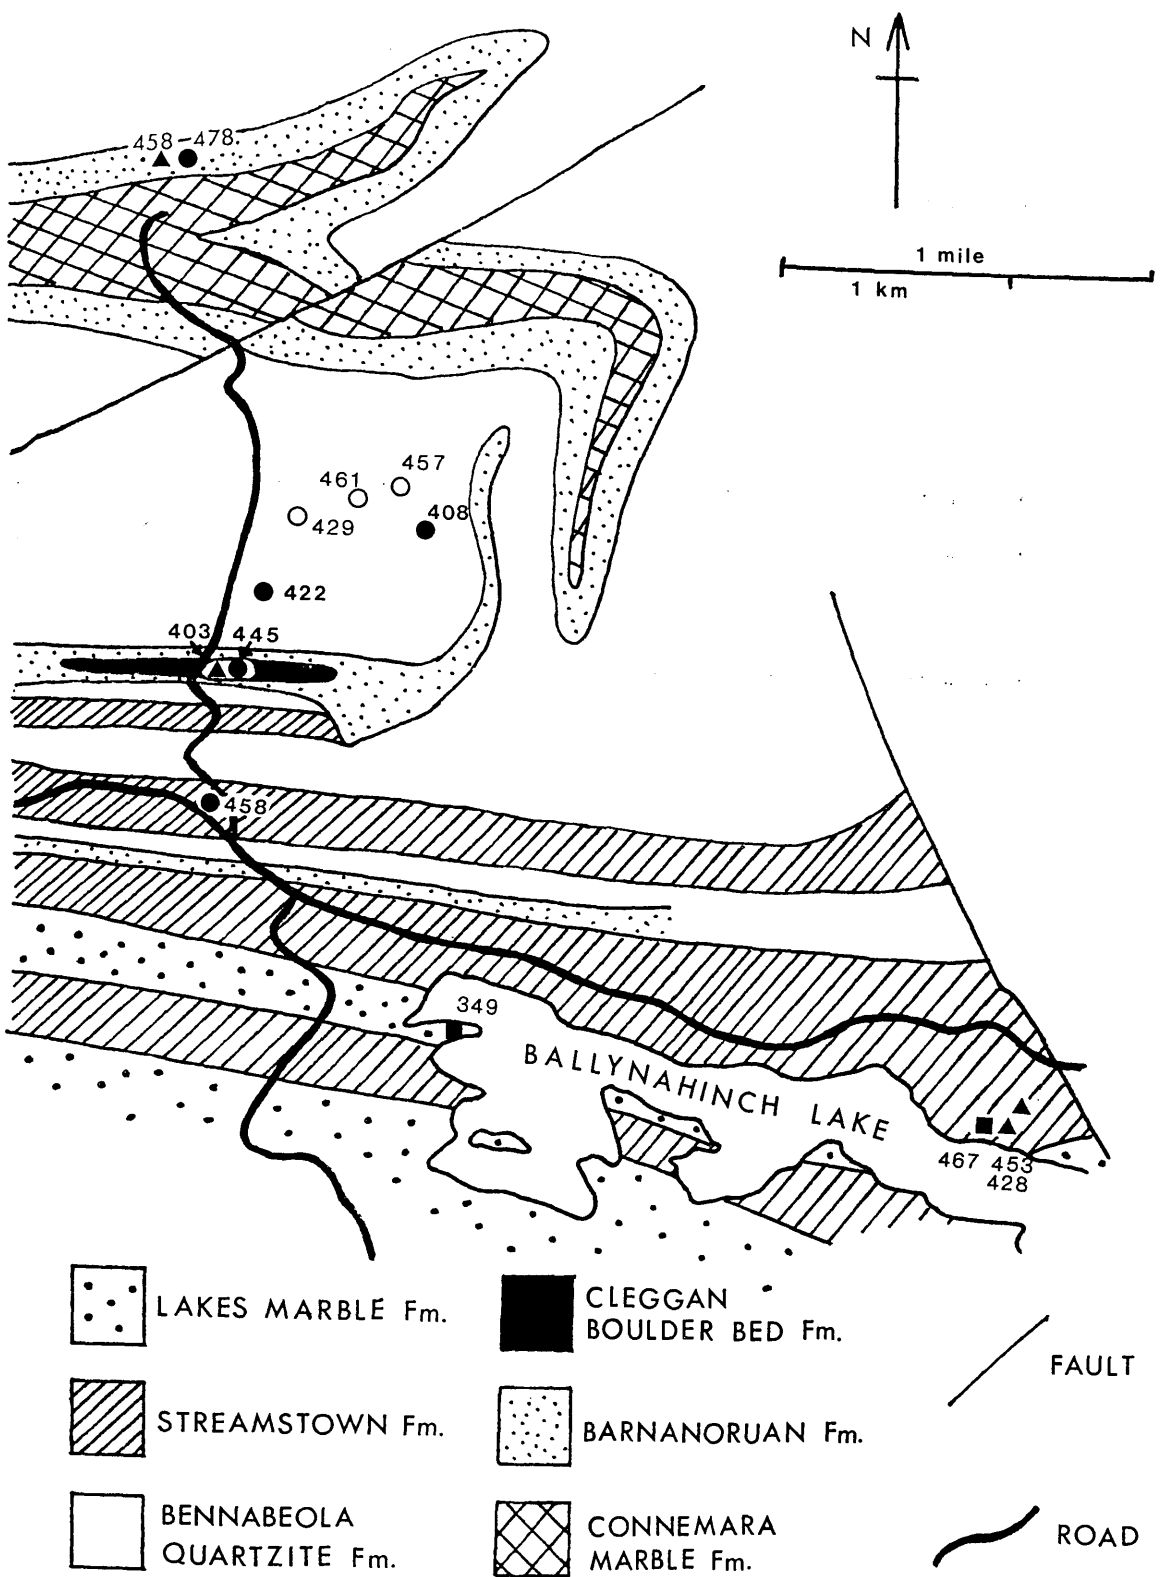 N
458 - 478
1 mile
1 km
457
461
408
429
422
403 445
458
349
BALLYNAHINCH LAKE
467 453
428
LAKES MARBLE Fm.
CLEGGAN
BOULDER BED Fm.
FAULT
STREAMSTOWN Fm.
BARNANORUAN Fm.
BENNABEOLA
QUARTZITE Fm.
CONNEMARA
MARBLE Fm.
ROAD